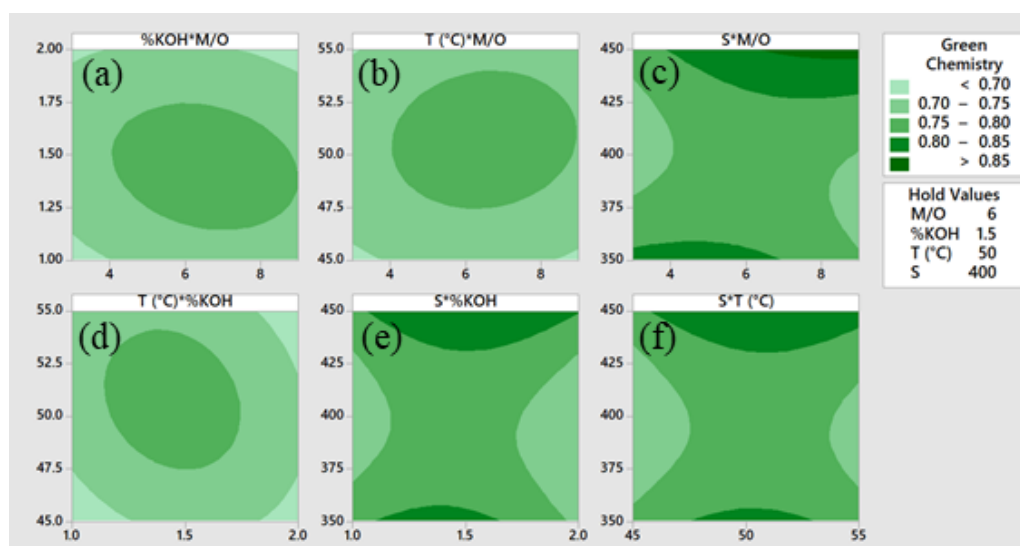 %KOH*M/O
T (°C)*M/O
S*M/O
(a)
(b)
(c)
2.00
1.75
1.50
1.25
1.00
4 6 8
55.0
52.5
50.0
47.5
45.0
4 6 8
450
425
400
375
350
4 6 8
Green
Chemistry
< 0.70
0.70 – 0.75
0.75 – 0.80
0.80 – 0.85
> 0.85
Hold Values
M/O 6
%KOH 1.5
T (°C) 50
S 400
T (°C)*%KOH
S*%KOH
S*T (°C)
(d)
(e)
(f)
55.0
52.5
50.0
47.5
45.0
1.0 1.5 2.0
450
425
400
375
350
1.0 1.5 2.0
450
425
400
375
350
45 50 55